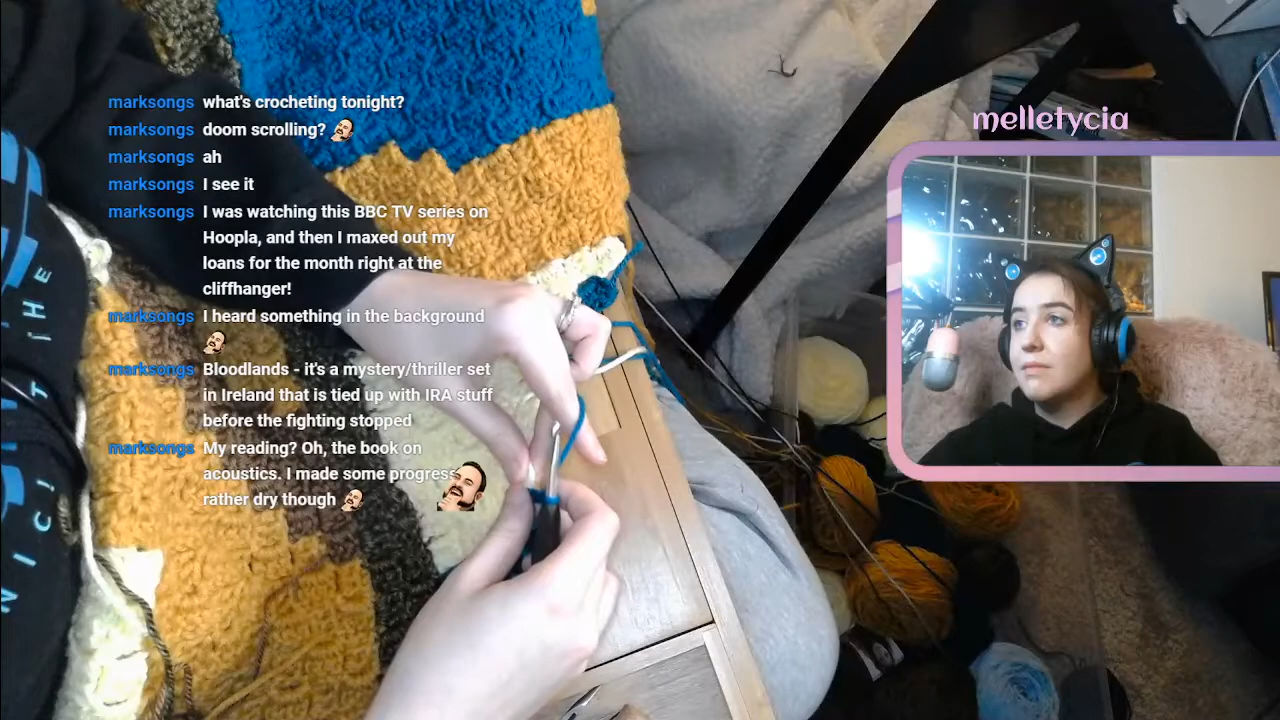 marksongs what's crocheting tonight?
marksongs doom scrolling?
marksongs ah
marksongs I see it
marksongs I was watching this BBC TV series on
Hoopla, and then I maxed out my
loans for the month right at the
cliffhanger!
marksongs I heard something in the background
marksongs Bloodlands - it's a mystery/thriller set
in Ireland that is tied up with IRA stuff
before the fighting stopped
marksongs My reading? Oh, the book on
acoustics. I made some progress
rather dry though
melletycia
THE